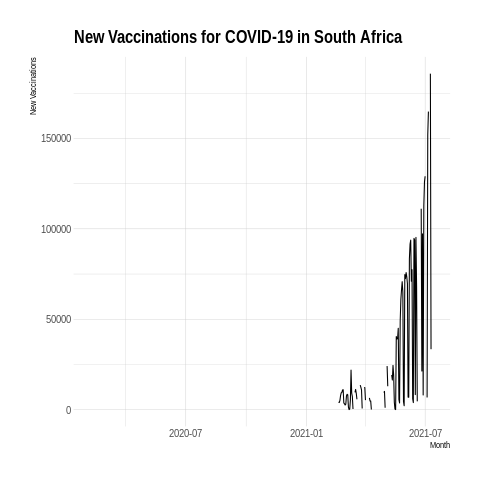 New Vaccinations for COVID-19 in South Africa
New Vaccinations
150000
100000
50000
0
2020-07
2021-01
2021-07
Month